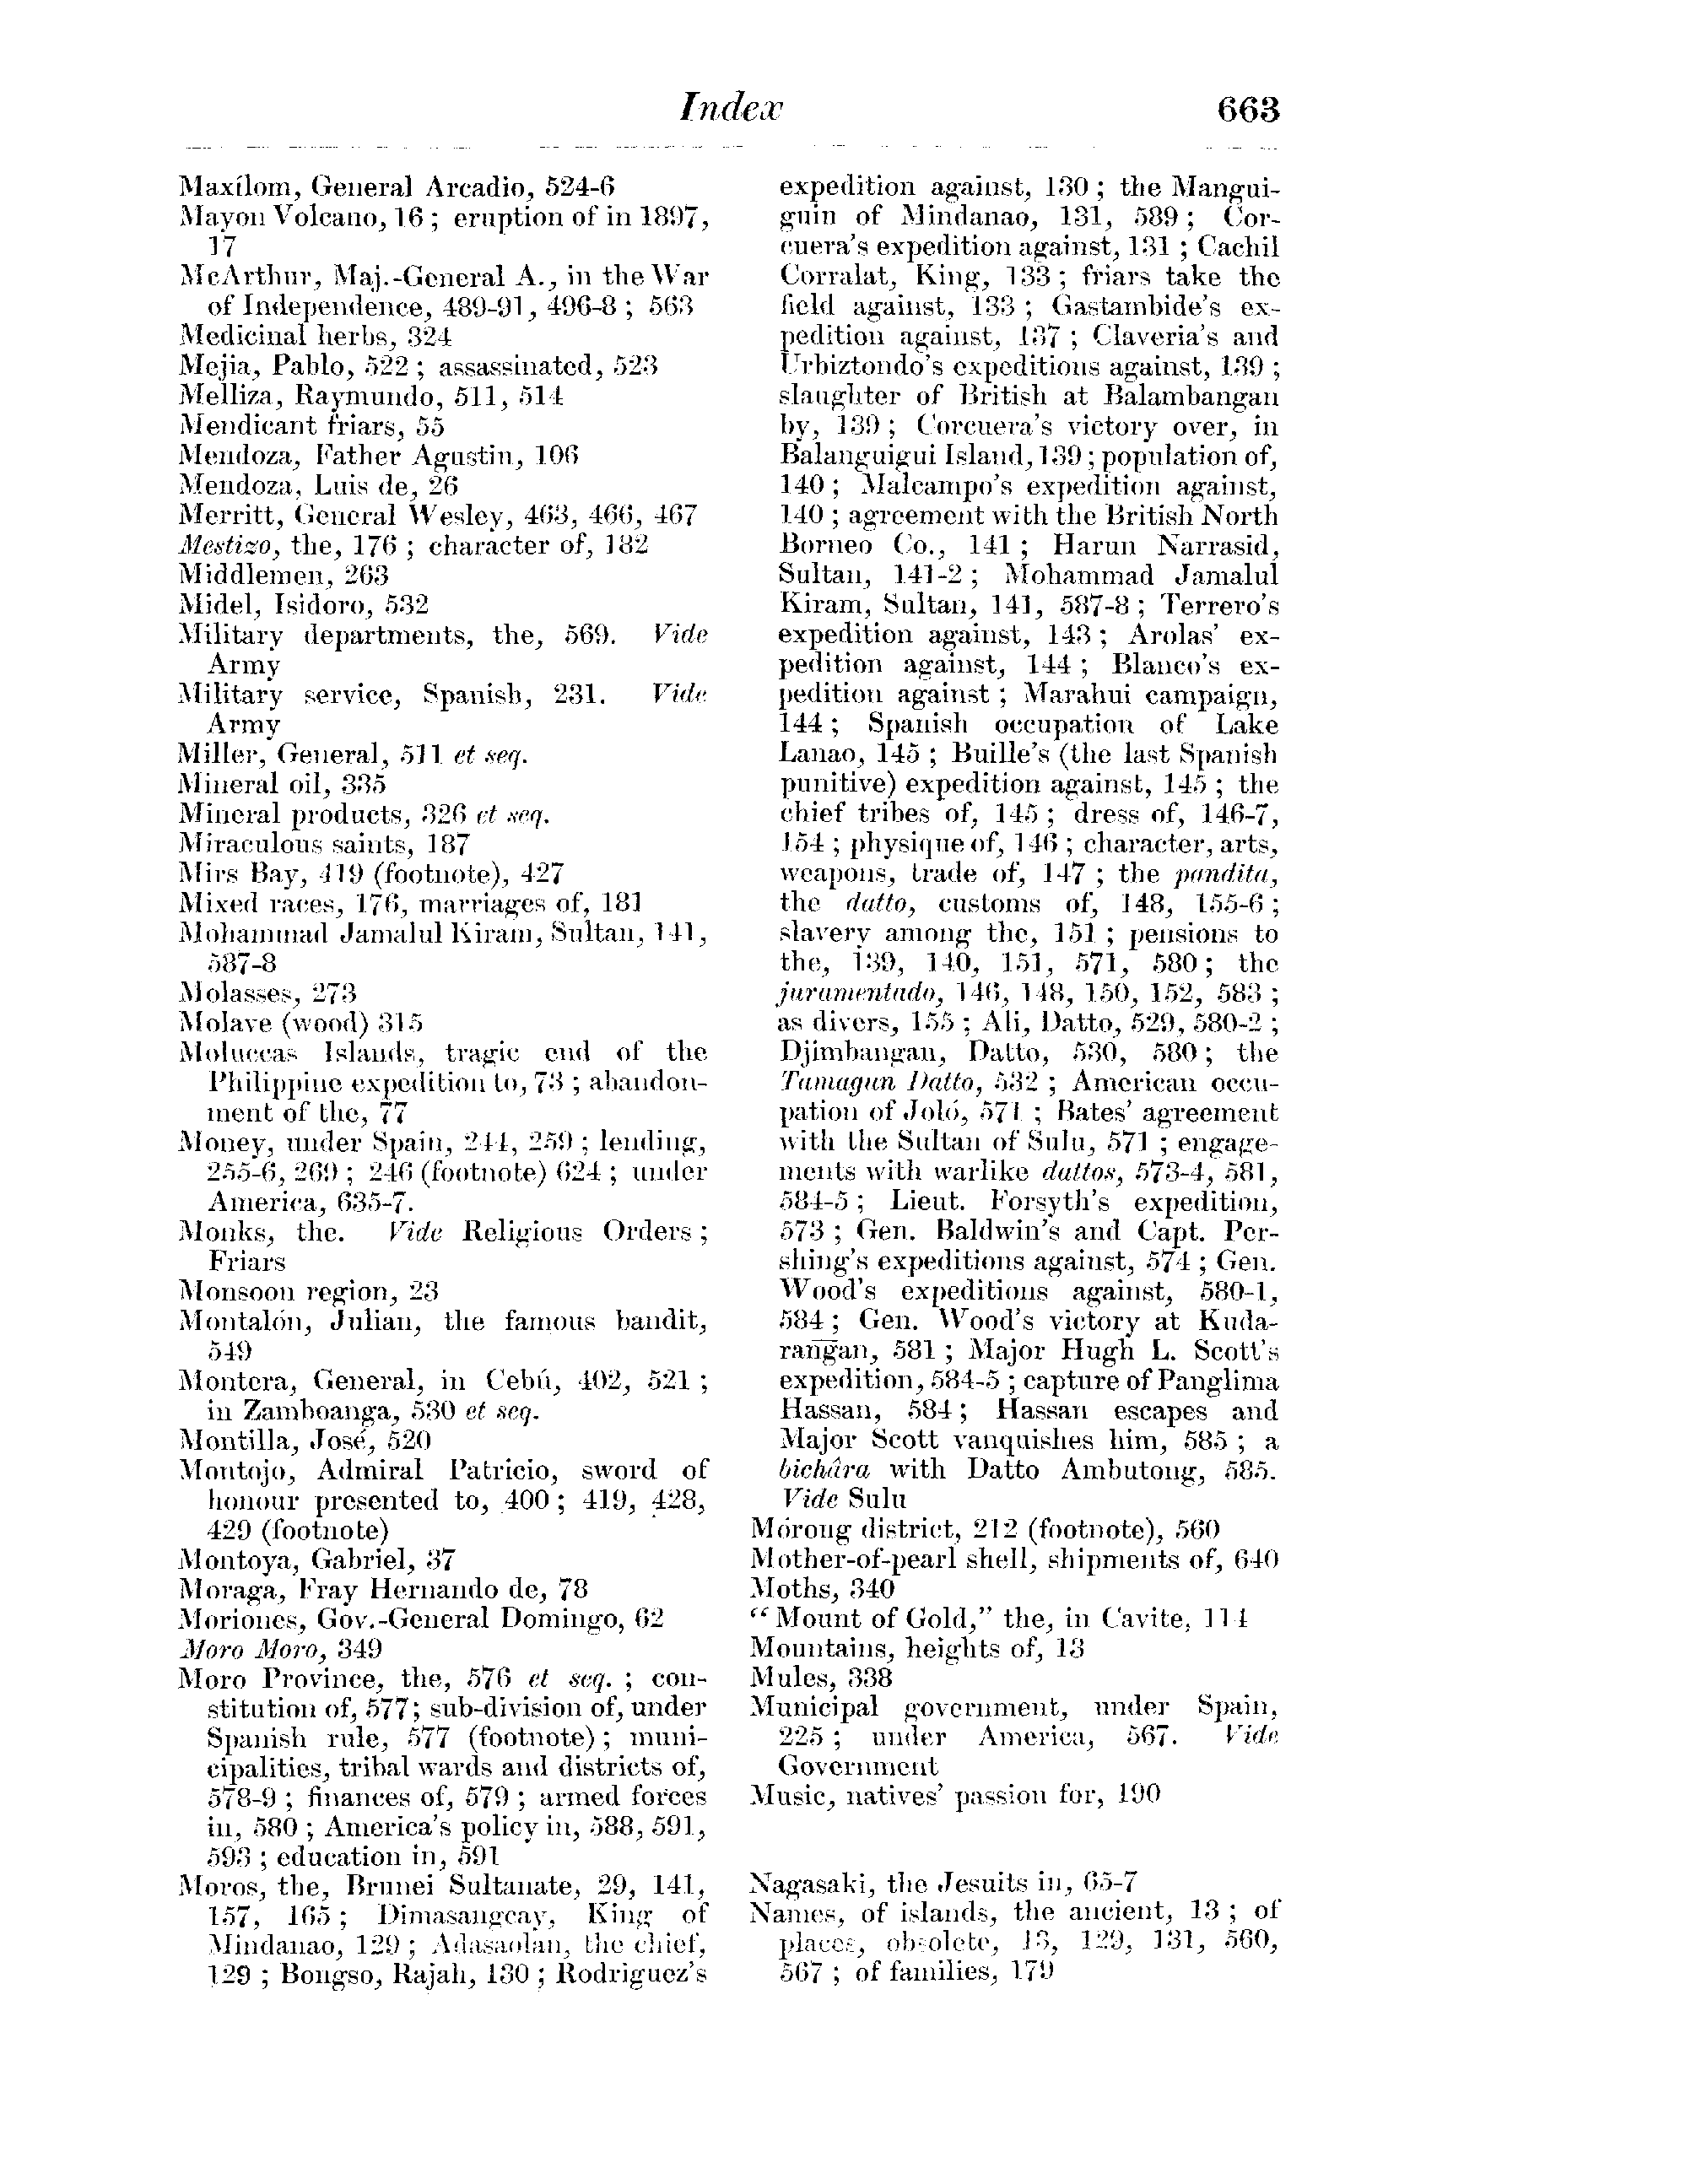 Index 663
Maxílom, General Arcadio, 524-6
Mayon Volcano, 16 ; eruption of in 1897,
17
McArthur, Maj.-General A., in the War
of Independence, 489-91, 496-8 ; 563
Medicinal herbs, 324
Mejia, Pablo, 522 ; assassinated, 523
Melliza, Raymundo, 511, 514
Mendicant friars, 55
Mendoza, Father Agustin, 106
Mendoza, Luis de, 26
Merritt, General Wesley, 463, 466, 467
Mestizo, the, 176 ; character of, 182
Middlemen, 263
Midel, Isidoro, 532
Military departments, the, 569. Vide
Army
Military service, Spanish, 231. Vide
Army
Miller, General, 511 et seq.
Mineral oil, 335
Mineral products, 326 et seq.
Miraculous saints, 187
Mirs Bay, 419 (footnote), 427
Mixed races, 176, marriages of, 181
Mohammad Jamalul Kiram, Sultan, 141,
587-8
Molasses, 273
Molave (wood) 315
Moluccas Islands, tragic end of the
Philippine expedition to, 73 ; abandon-
ment of the, 77
Money, under Spain, 244, 259 ; lending,
255-6, 269 ; 246 (footnote) 624 ; under
America, 635-7.
Monks, the. Vide Religious Orders ;
Friars
Monsoon region, 23
Montalón, Julian, the famous bandit,
549
Montera, General, in Cebú, 402, 521 ;
in Zamboanga, 530 et seq.
Montilla, José, 520
Montojo, Admiral Patricio, sword of
honour presented to, 400 ; 419, 428,
429 (footnote)
Montoya, Gabriel, 37
Moraga, Fray Hernando de, 78
Moriones, Gov.-General Domingo, 62
Moro Moro, 349
Moro Province, the, 576 et seq. ; con-
stitution of, 577; sub-division of, under
Spanish rule, 577 (footnote) ; muni-
cipalities, tribal wards and districts of,
578-9 ; finances of, 579 ; armed forces
in, 580 ; America's policy in, 588, 591,
593 ; education in, 591
Moros, the, Brunei Sultanate, 29, 141,
157, 165 ; Dimasangcay, King of
Mindanao, 129 ; Adasaolan, the chief,
129 ; Bongso, Rajah, 130 ; Rodriguez's
expedition against, 130 ; the Mangui-
guin of Mindanao, 131, 589 ; Cor-
cuera's expedition against, 131 ; Cachil
Corralat, King, 133 ; friars take the
field against, 133 ; Gastambide's ex-
pedition against, 137 ; Claveria's and
Urbiztondo's expeditions against, 139 ;
slaughter of British at Balambangan
by, 139 ; Corcuera's victory over, in
Balanguigui Island, 139 ; population of,
140 ; Malcampo's expedition against,
140 ; agreement with the British North
Borneo Co., 141 ; Harun Narrasid,
Sultan, 141-2 ; Mohammad Jamalul
Kiram, Sultan, 141, 587-8 ; Terrero's
expedition against, 143 ; Arolas' ex-
pedition against, 144 ; Blanco's ex-
pedition against ; Marahui campaign,
144 ; Spanish occupation of Lake
Lanao, 145 ; Buille's (the last Spanish
punitive) expedition against, 145 ; the
chief tribes of, 145 ; dress of, 146-7,
154 ; physique of, 146 ; character, arts,
weapons, trade of, 147 ; the pandita,
the datto, customs of, 148, 155-6 ;
slavery among the, 151 ; pensions to
the, 139, 140, 151, 571, 580 ; the
juramentado, 146, 148, 150, 152, 583 ;
as divers, 155 ; Ali, Datto, 529, 580-2 ;
Djimbangan, Datto, 530, 580 ; the
Tamagun Datto, 532 ; American occu-
pation of Joló, 571 ; Bates' agreement
with the Sultan of Sulu, 571 ; engage-
ments with warlike dattos, 573-4, 581,
584-5 ; Lieut. Forsyth's expedition,
573 ; Gen. Baldwin's and Capt. Per-
shing's expeditions against, 574 ; Gen.
Wood's expeditions against, 580-1,
584 ; Gen. Wood's victory at Kuda-
rangan, 581 ; Major Hugh L. Scott's
expedition, 584-5 ; capture of Panglima
Hassan, 584 ; Hassan escapes and
Major Scott vanquishes him, 585 ; a
bichâra with Datto Ambutong, 585.
Vide Sulu
Mórong district, 212 (footnote), 560
Mother-of-pearl shell, shipments of, 640
Moths, 340
“Mount of Gold,” the, in Cavite, 114
Mountains, heights of, 13
Mules, 338
Municipal government, under Spain,
225 ; under America, 567. Vide
Government
Music, natives' passion for, 190
Nagasaki, the Jesuits in, 65-7
Names, of islands, the ancient, 13 ; of
places, obsolete, 13, 129, 131, 560,
567 ; of families, 179